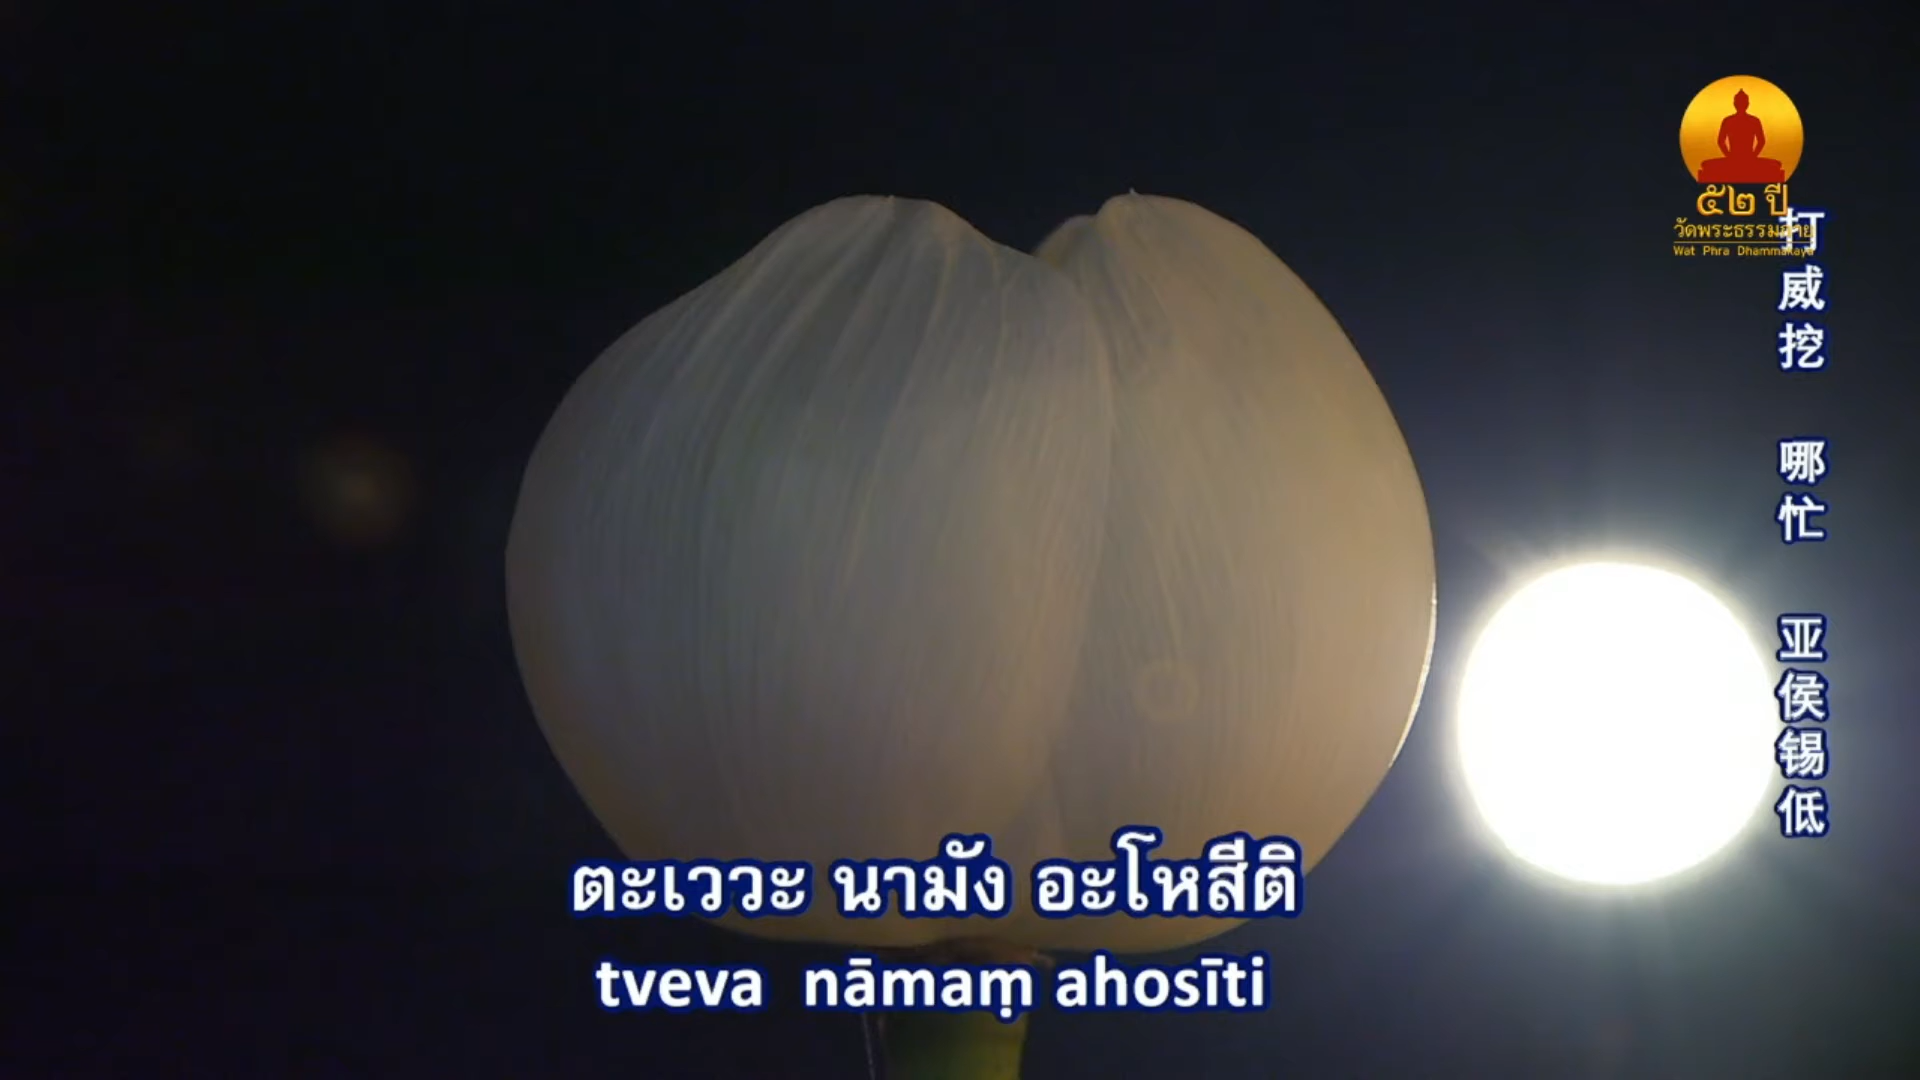 ๕๒ ปี
วัดพระธรรมกาย
Wat Phra Dhammakaya
打威挖 哪忙 亚侯锡低
ตะเววะ นามัง อะโหสีติ
tveva nāmaṃ ahosīti